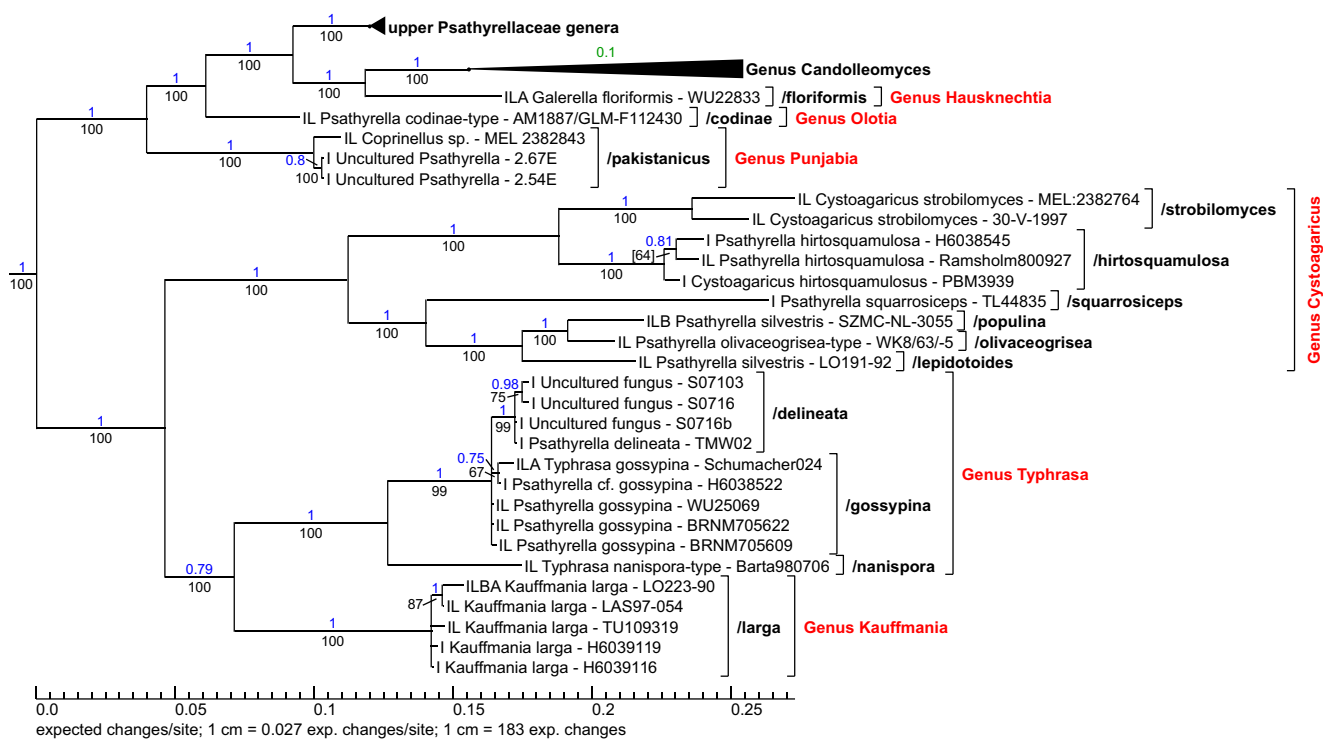 1
100
upper Psathyrellaceae genera
1
100
1
100
0.1
1
100
Genus Candolleomyces
1
100
ILA Galerella floriformis - WU22833 /floriformis Genus Hausknechtia
1
100
IL Psathyrella codinae-type - AM1887/GLM-F112430 /codinae Genus Olotia
1
100
IL Coprinellus sp. - MEL 2382843
0.8
100
I Uncultured Psathyrella - 2.67E
/pakistanicus Genus Punjabia
I Uncultured Psathyrella - 2.54E
1
100
IL Cystoagaricus strobilomyces - MEL:2382764
1
100
/strobilomyces
IL Cystoagaricus strobilomyces - 30-V-1997
1
100
0.81
[64]
I Psathyrella hirtosquamulosa - H6038545
1
100
IL Psathyrella hirtosquamulosa - Ramsholm800927
/hirtosquamulosa
I Cystoagaricus hirtosquamulosus - PBM3939
Genus Cystoagaricus
1
100
I Psathyrella squarrosiceps - TL44835 /squarrosiceps
1
100
1
100
ILB Psathyrella silvestris - SZMC-NL-3055 /populina
IL Psathyrella olivaceogrisea-type - WK8/63/-5 /olivaceogrisea
1
100
IL Psathyrella silvestris - LO191-92 /lepidotoides
0.98
75
I Uncultured fungus - S07103
I Uncultured fungus - S0716
1
99
/delineata
I Uncultured fungus - S0716b
1
100
I Psathyrella delineata - TMW02
0.75
67
ILA Typhrasa gossypina - Schumacher024
1
99
I Psathyrella cf. gossypina - H6038522
Genus Typhrasa
IL Psathyrella gossypina - WU25069
/gossypina
1
100
IL Psathyrella gossypina - BRNM705622
IL Psathyrella gossypina - BRNM705609
IL Typhrasa nanispora-type - Barta980706 /nanispora
0.79
100
1
87
ILBA Kauffmania larga - LO223-90
IL Kauffmania larga - LAS97-054
1
100
IL Kauffmania larga - TU109319
/larga Genus Kauffmania
I Kauffmania larga - H6039119
I Kauffmania larga - H6039116
0.0 0.05 0.1 0.15 0.2 0.25
expected changes/site; 1 cm = 0.027 exp. changes/site; 1 cm = 183 exp. changes